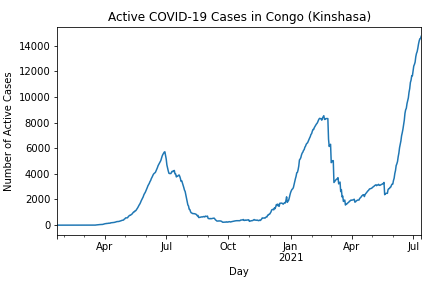 Active COVID-19 Cases in Congo (Kinshasa)
Number of Active Cases
14000
12000
10000
8000
6000
4000
2000
0
Apr
Jul
Oct
Jan
2021
Apr
Jul
Day